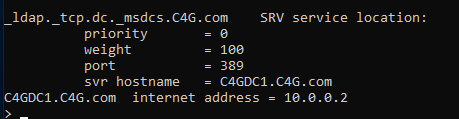 _ldap._tcp.dc._msdcs.C4G.com    SRV service location:
          priority       = 0
          weight         = 100
          port           = 389
          svr hostname   = C4GDC1.C4G.com
C4GDC1.C4G.com  internet address = 10.0.0.2
> _